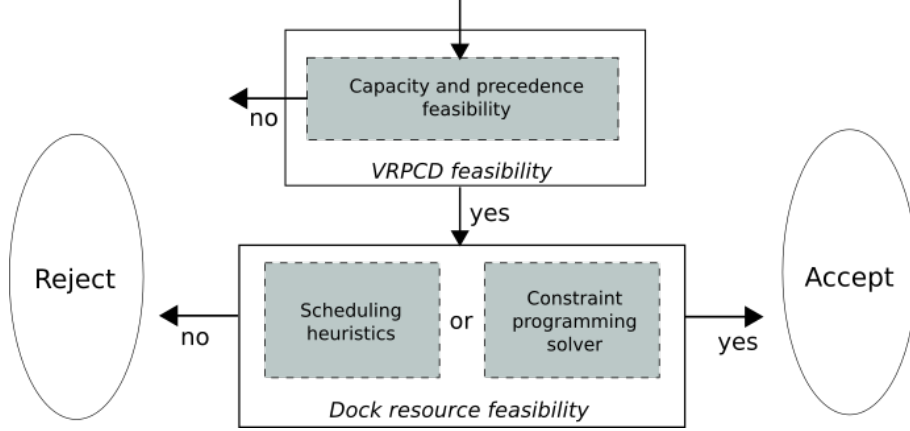 Capacity and precedence
feasibility
no
VRPCD feasibility
yes
Reject
Scheduling
heuristics
or
Constraint
programming
solver
Accept
no
yes
Dock resource feasibility